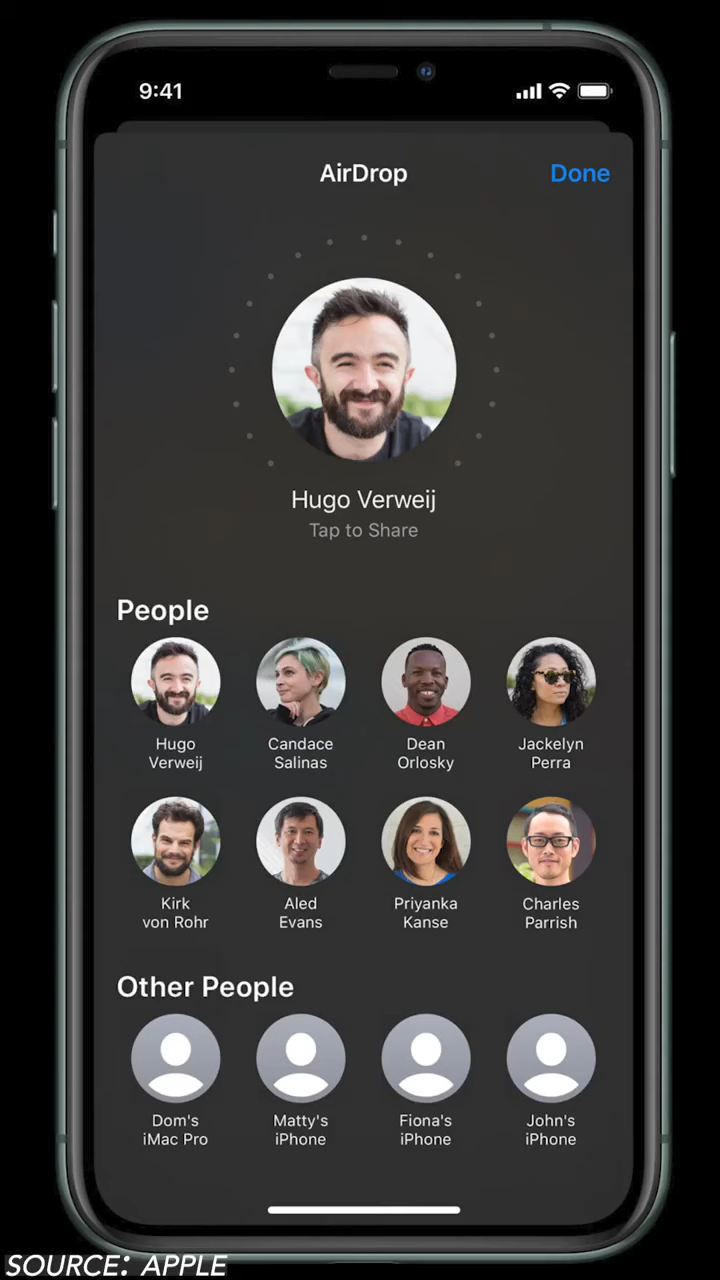 9:41
AirDrop
Done
Hugo Verweij
Tap to Share
People
Hugo
Verweij
Candace
Salinas
Dean
Orlosky
Jackelyn
Perra
Kirk
von Rohr
Aled
Evans
Priyanka
Kanse
Charles
Parrish
Other People
Dom's
iMac Pro
Matty's
iPhone
Fiona's
iPhone
John's
iPhone
SOURCE: APPLE